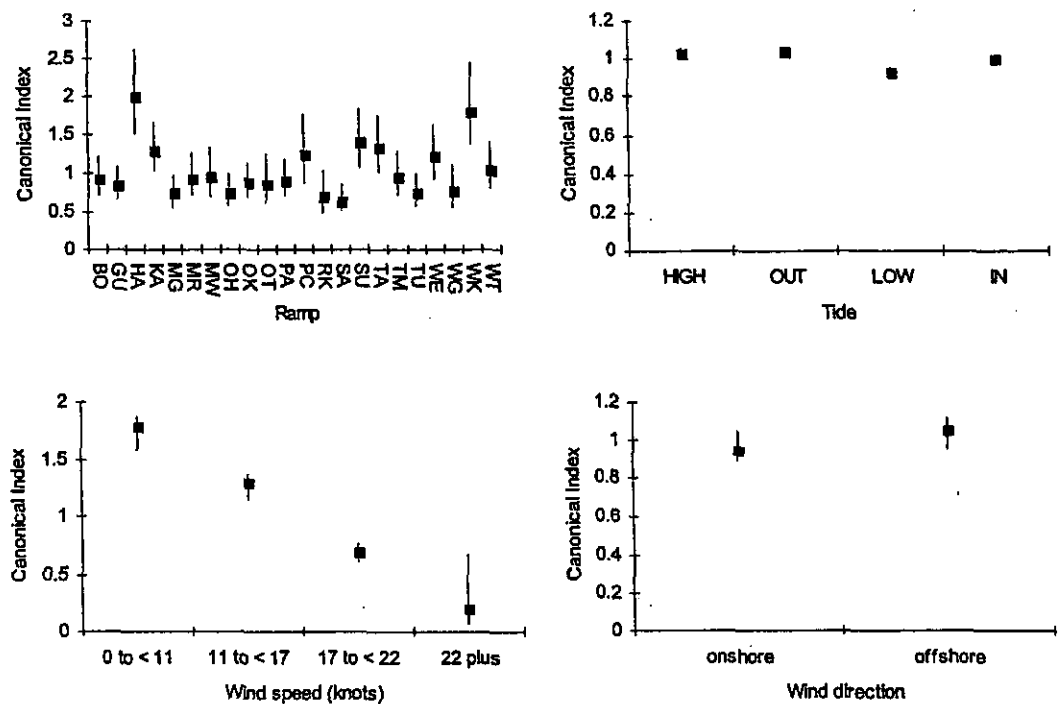 Canonical Index
3
2.5
2
1.5
1
0.5
0
BO GU HA KA MG MR MW OH OX OT PA PC RK SA SU TA TM TU WE WG WK WT
Ramp
Canonical Index
1.2
1
0.8
0.6
0.4
0.2
0
HIGH OUT LOW IN
Tide
Canonical Index
2
1.5
1
0.5
0
0 to < 11 11 to < 17 17 to < 22 22 plus
Wind speed (knots)
Canonical Index
1.2
1
0.8
0.6
0.4
0.2
0
onshore offshore
Wind direction